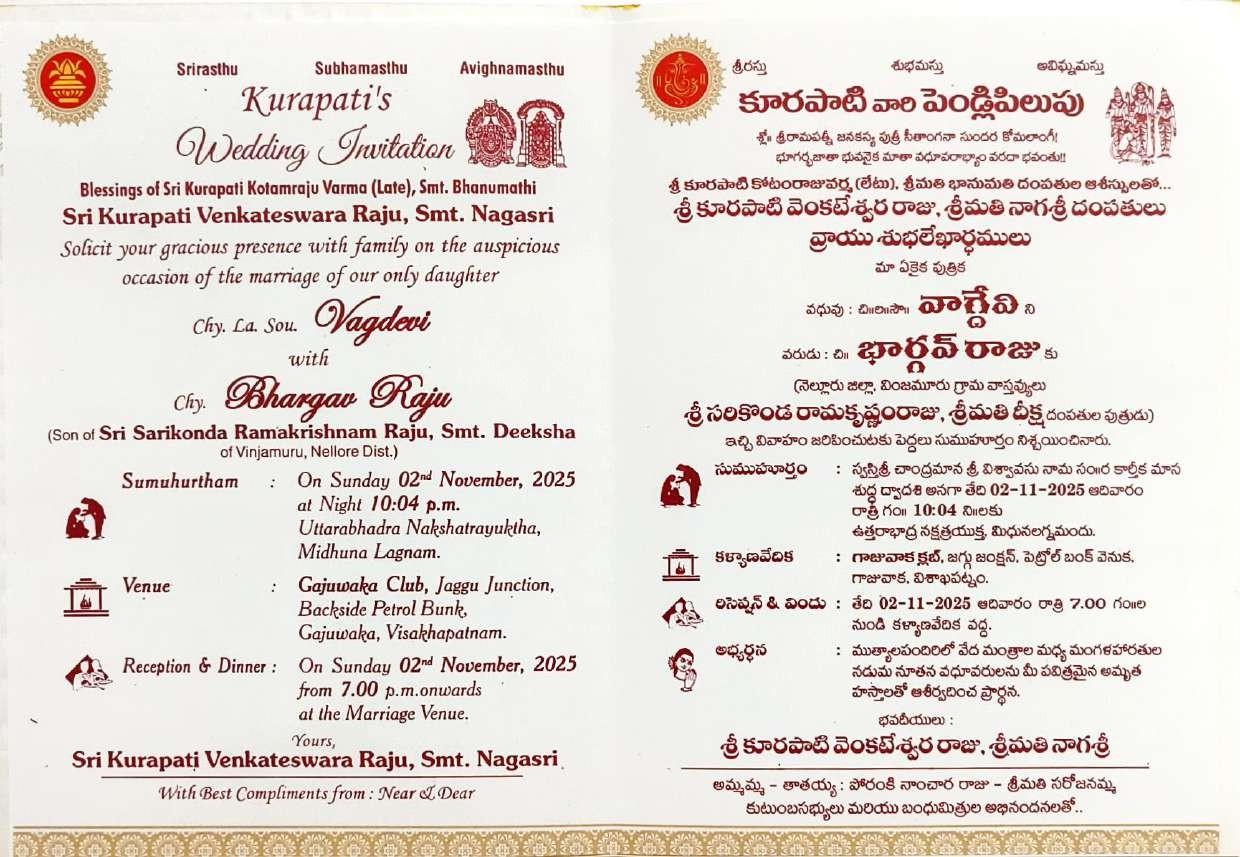 Srirasthu Subhamasthu Avighnamasthu
Kurapati's
Wedding Invitation
Blessings of Sri Kurapati Kotamraju Varma (Late), Smt. Bhanumathi
Sri Kurapati Venkateswara Raju, Smt. Nagasri
Solicit your gracious presence with family on the auspicious
occasion of the marriage of our only daughter
Chy. La. Sou. Vagdevi
with
Chy. Bhargav Raju
(Son of Sri Sarikonda Ramakrishnam Raju, Smt. Deeksha
of Vinjamuru, Nellore Dist.)
Sumuhurtham : On Sunday 02nd November, 2025
at Night 10:04 p.m.
Uttarabhadra Nakshatrayuktha,
Midhuna Lagnam.
Venue : Gajuwaka Club, Jaggu Junction,
Backside Petrol Bunk,
Gajuwaka, Visakhapatnam.
Reception & Dinner : On Sunday 02nd November, 2025
from 7.00 p.m.onwards
at the Marriage Venue.
Yours,
Sri Kurapati Venkateswara Raju, Smt. Nagasri
With Best Compliments from : Near & Dear
శ్రీరస్తు శుభమస్తు అవిఘ్నమస్తు
కూరపాటి వారి పెండ్లిపిలుపు
శ్లో॥ శ్రీరామపత్నీ జనకస్య పుత్రీ సీతాంగనా సుందర కోమలాంగీ!
భూగర్భజాతా భువనైక మాతా వధూవరాభ్యాం వరదా భవంతు!!
శ్రీ కూరపాటి కోటంరాజువర్మ (లేటు), శ్రీమతి భానుమతి దంపతుల ఆశీస్సులతో...
శ్రీ కూరపాటి వెంకటేశ్వర రాజు, శ్రీమతి నాగశ్రీ దంపతులు
వ్రాయు శుభలేఖార్థములు
మా ఏకైక పుత్రిక
వధువు : చి॥ల॥సౌ॥ వాగ్దేవి ని
వరుడు : చి॥ భార్గవ్ రాజు కు
(నెల్లూరు జిల్లా, వింజమూరు గ్రామ వాస్తవ్యులు
శ్రీ సరికొండ రామకృష్ణంరాజు, శ్రీమతి దీక్ష దంపతుల పుత్రుడు)
ఇచ్చి వివాహం జరిపించుటకు పెద్దలు సుముహూర్తం నిశ్చయించినారు.
సుముహూర్తం : స్వస్తిశ్రీ చాంద్రమాన శ్రీ విశ్వావసు నామ సం॥ర కార్తీక మాస
శుద్ధ ద్వాదశి అనగా తేది 02-11-2025 ఆదివారం
రాత్రి గం॥ 10:04 ని॥లకు
ఉత్తరాభాద్ర నక్షత్రయుక్త, మిధునలగ్నమందు.
కళ్యాణవేదిక : గాజువాక క్లబ్, జగ్గు జంక్షన్, పెట్రోల్ బంక్ వెనుక,
గాజువాక, విశాఖపట్నం.
రిసెప్షన్ & విందు : తేది 02-11-2025 ఆదివారం రాత్రి 7.00 గం॥ల
నుండి కళ్యాణవేదిక వద్ద.
అభ్యర్థన : ముత్యాలపందిరిలో వేద మంత్రాల మధ్య మంగళహారతుల
నడుమ నూతన వధూవరులను మీ పవిత్రమైన అమృత
హస్తాలతో ఆశీర్వదించ ప్రార్థన.
భవదీయులు :
శ్రీ కూరపాటి వెంకటేశ్వర రాజు, శ్రీమతి నాగశ్రీ
అమ్మమ్మ - తాతయ్య : పోరంకి నాంచార రాజు - శ్రీమతి సరోజనమ్మ
కుటుంబసభ్యులు మరియు బంధుమిత్రుల అభినందనలతో..